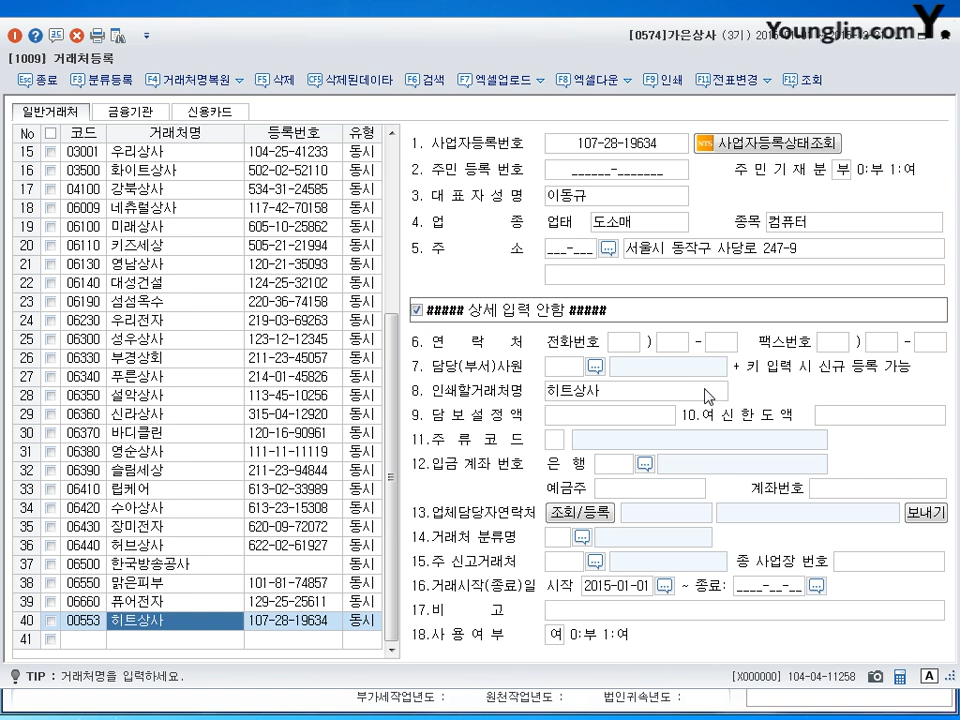 Younglin.com Y.
[0574]가은상사 (3기)
[1009] 거래처등록
Esc 종료 F3 분류등록 F4 거래처명복원 F5 삭제 CF5 삭제된데이타 F6 검색 F7 엑셀업로드 F8 엑셀다운 F9 인쇄 F11 전표변경 F12 조회
일반거래처 금융기관 신용카드
No 코드 거래처명 등록번호 유형
15 03001 우리상사 104-25-41233 동시
16 03500 화이트상사 502-02-52110 동시
17 04100 강북상사 534-31-24585 동시
18 06009 네츄럴상사 117-42-70158 동시
19 06100 미래상사 605-10-25862 동시
20 06110 키즈세상 505-21-21994 동시
21 06130 영남상사 120-21-35093 동시
22 06140 대성건설 124-25-32102 동시
23 06190 섬섬옥수 220-36-74158 동시
24 06230 우리전자 219-03-69263 동시
25 06300 성우상사 123-12-12345 동시
26 06330 부경상회 211-23-45057 동시
27 06340 푸른상사 214-01-45826 동시
28 06350 설악상사 113-45-10256 동시
29 06360 신라상사 315-04-12920 동시
30 06370 바디클린 120-16-90961 동시
31 06380 영순상사 111-11-11119 동시
32 06390 슬림세상 211-23-94844 동시
33 06410 립케어 613-02-33989 동시
34 06420 수아상사 613-23-15308 동시
35 06430 장미전자 620-09-72072 동시
36 06440 허브상사 622-02-61927 동시
37 06500 한국방송공사 동시
38 06550 맑은피부 101-81-74857 동시
39 06660 퓨어전자 129-25-25611 동시
40 00553 히트상사 107-28-19634 동시
41
1. 사업자등록번호 107-28-19634 NTS 사업자등록상태조회
2. 주민 등록 번호 ______-_______ 주 민 기 재 분 부 0:부 1:여
3. 대 표 자 성 명 이동규
4. 업 종 업태 도소매 종목 컴퓨터
5. 주 소 ___-___ 서울시 동작구 사당로 247-9
##### 상세 입력 안함 #####
6. 연 락 처 전화번호 ) - 팩스번호 ) -
7. 담당(부서)사원 + 키 입력 시 신규 등록 가능
8. 인쇄할거래처명 히트상사
9. 담 보 설 정 액 10.여 신 한 도 액
11.주 류 코 드
12.입금 계좌 번호 은 행
예금주 계좌번호
13.업체담당자연락처 조회/등록 보내기
14.거래처 분류명
15.주 신고거래처 종 사업장 번호
16.거래시작(종료)일 시작 2015-01-01 ~ 종료: ____-__-__
17.비 고
18.사 용 여 부 여 0:부 1:여
TIP : 거래처명을 입력하세요. [X000000] 104-04-11258 A
부가세작업년도 : 원천작업년도 : 법인귀속년도 :